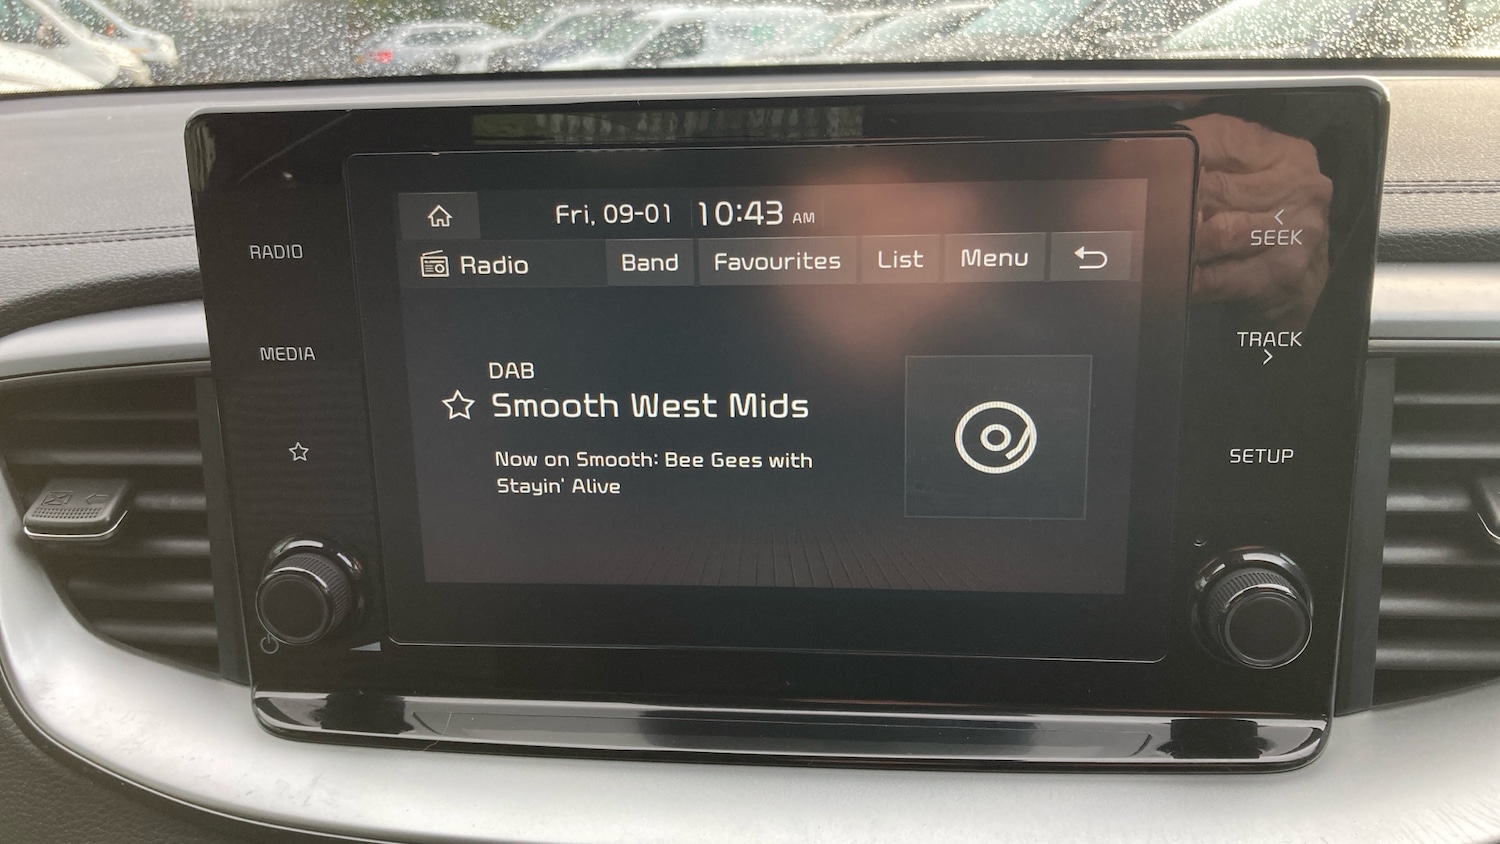 Fri, 09-01 10:43 AM
RADIO
Radio Band Favourites List Menu
SEEK
MEDIA
TRACK
DAB
Smooth West Mids
Now on Smooth: Bee Gees with
Stayin' Alive
SETUP